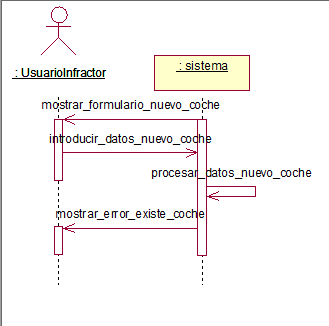 : UsuarioInfractor
: sistema
mostrar_formulario_nuevo_coche
introducir_datos_nuevo_coche
procesar_datos_nuevo_coche
mostrar_error_existe_coche